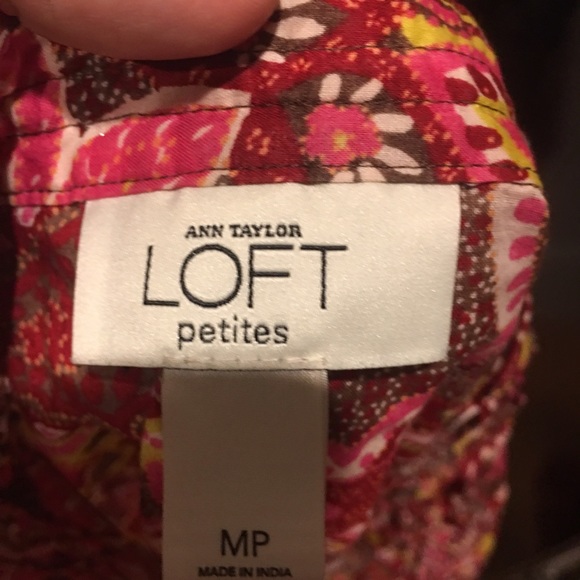 ANN TAYLOR
LOFT
petites
MP
MADE IN INDIA